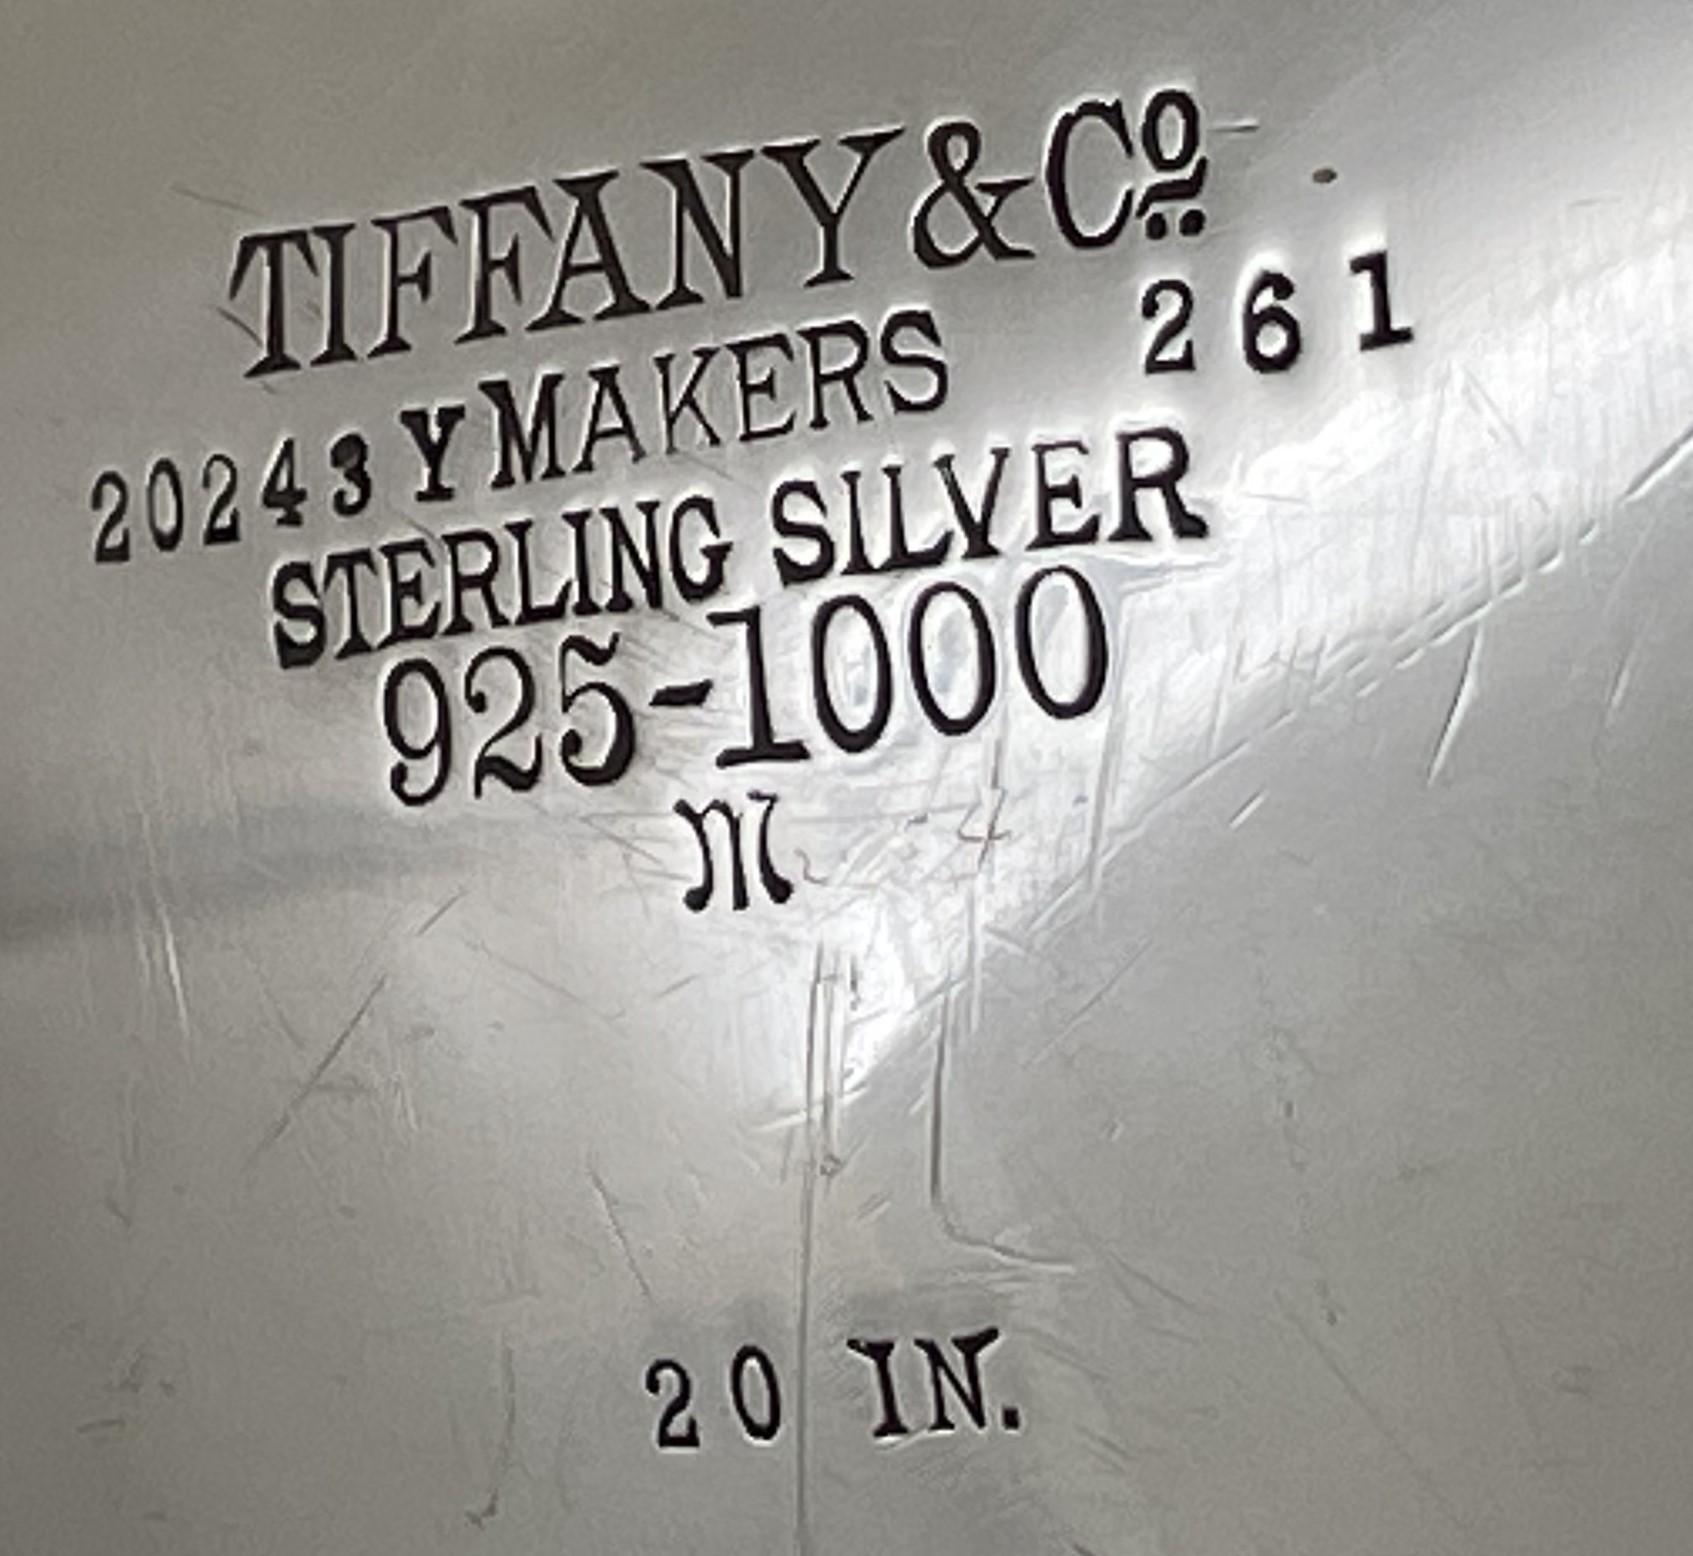 TIFFANY & Cº
20243 Y MAKERS 261
STERLING SILVER
925-1000
m
20 IN.